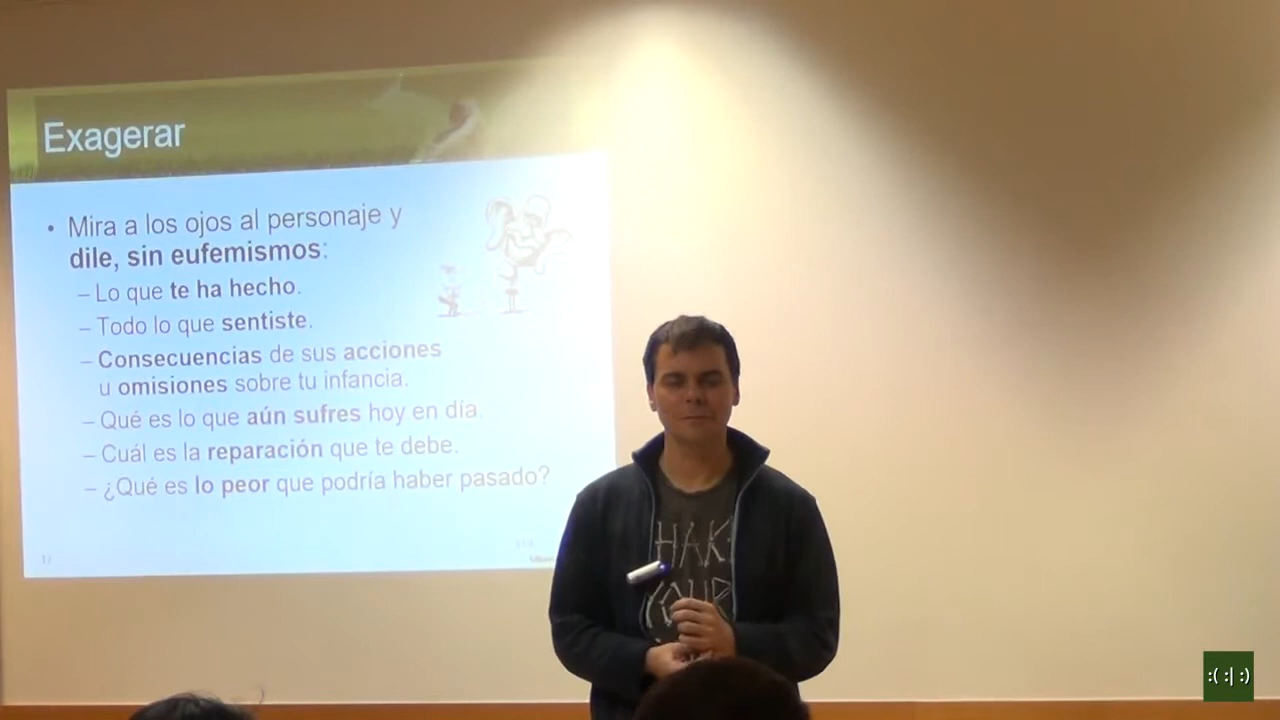 Exagerar
• Mira a los ojos al personaje y
dile, sin eufemismos:
– Lo que te ha hecho.
– Todo lo que sentiste.
– Consecuencias de sus acciones
u omisiones sobre tu infancia.
– Qué es lo que aún sufres hoy en día.
– Cuál es la reparación que te debe.
– ¿Qué es lo peor que podría haber pasado?
HAK
YOUR
:( :| :)